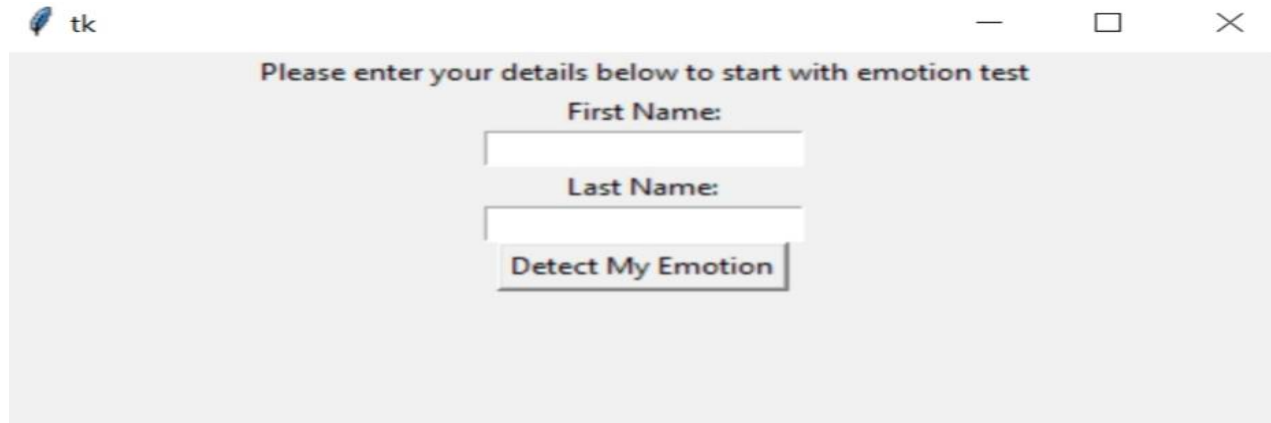 tk
Please enter your details below to start with emotion test
First Name:
Last Name:
Detect My Emotion